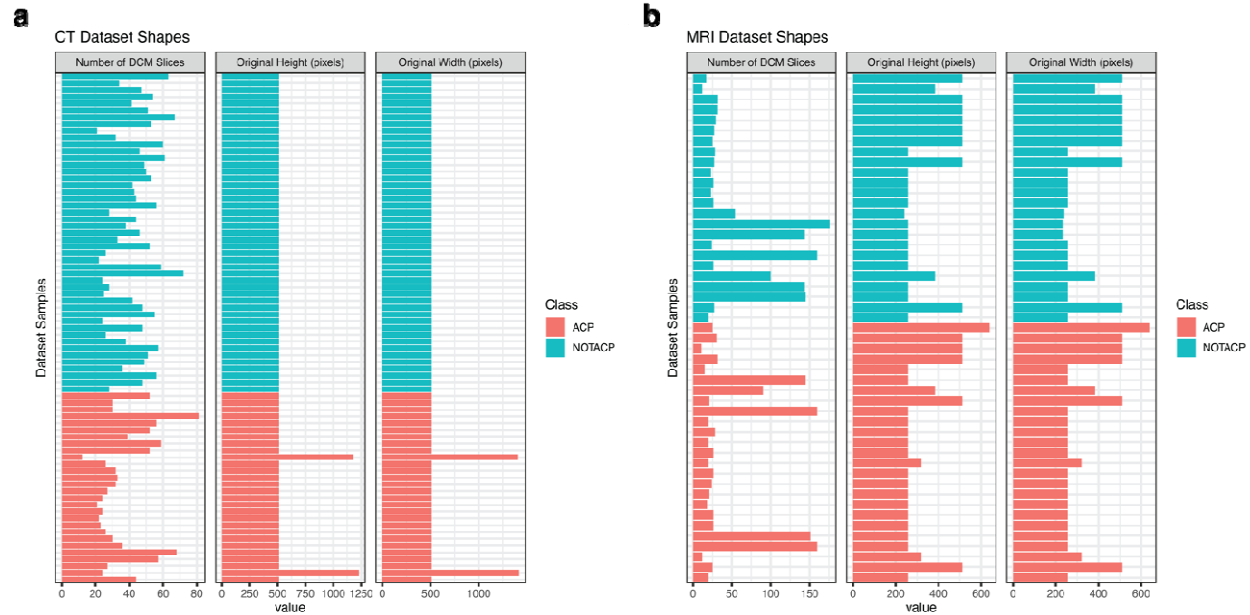 a
CT Dataset Shapes
Number of DCM Slices
Original Height (pixels)
Original Width (pixels)
Dataset Samples
0 20 40 60 80
0 250 500 750 1000 1250
0 500 1000
value
Class
ACP
NOTACP
b
MRI Dataset Shapes
Number of DCM Slices
Original Height (pixels)
Original Width (pixels)
Dataset Samples
0 50 100 150
0 200 400 600
0 200 400 600
value
Class
ACP
NOTACP